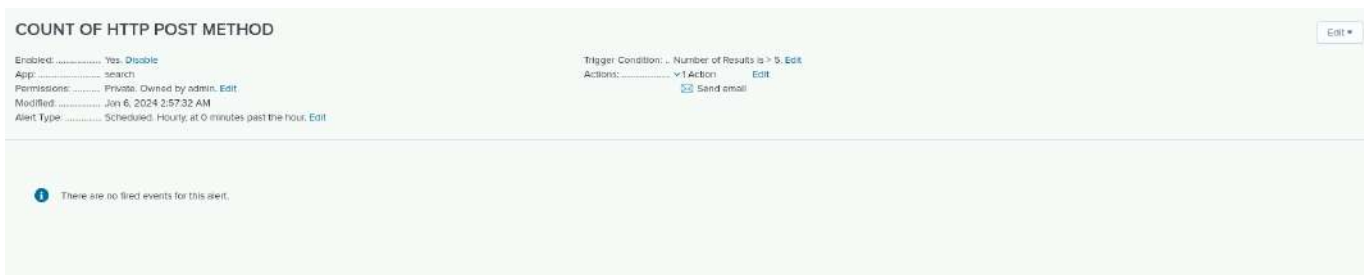 COUNT OF HTTP POST METHOD
Edit
Enabled: ................ Yes. Disable
App: ...................... search
Permissions: .......... Private. Owned by admin. Edit
Modified: ............... Jan 6, 2024 2:57:32 AM
Alert Type: ............. Scheduled. Hourly, at 0 minutes past the hour. Edit
Trigger Condition: .. Number of Results is > 5. Edit
Actions: ................. 1 Action Edit
Send email
There are no fired events for this alert.